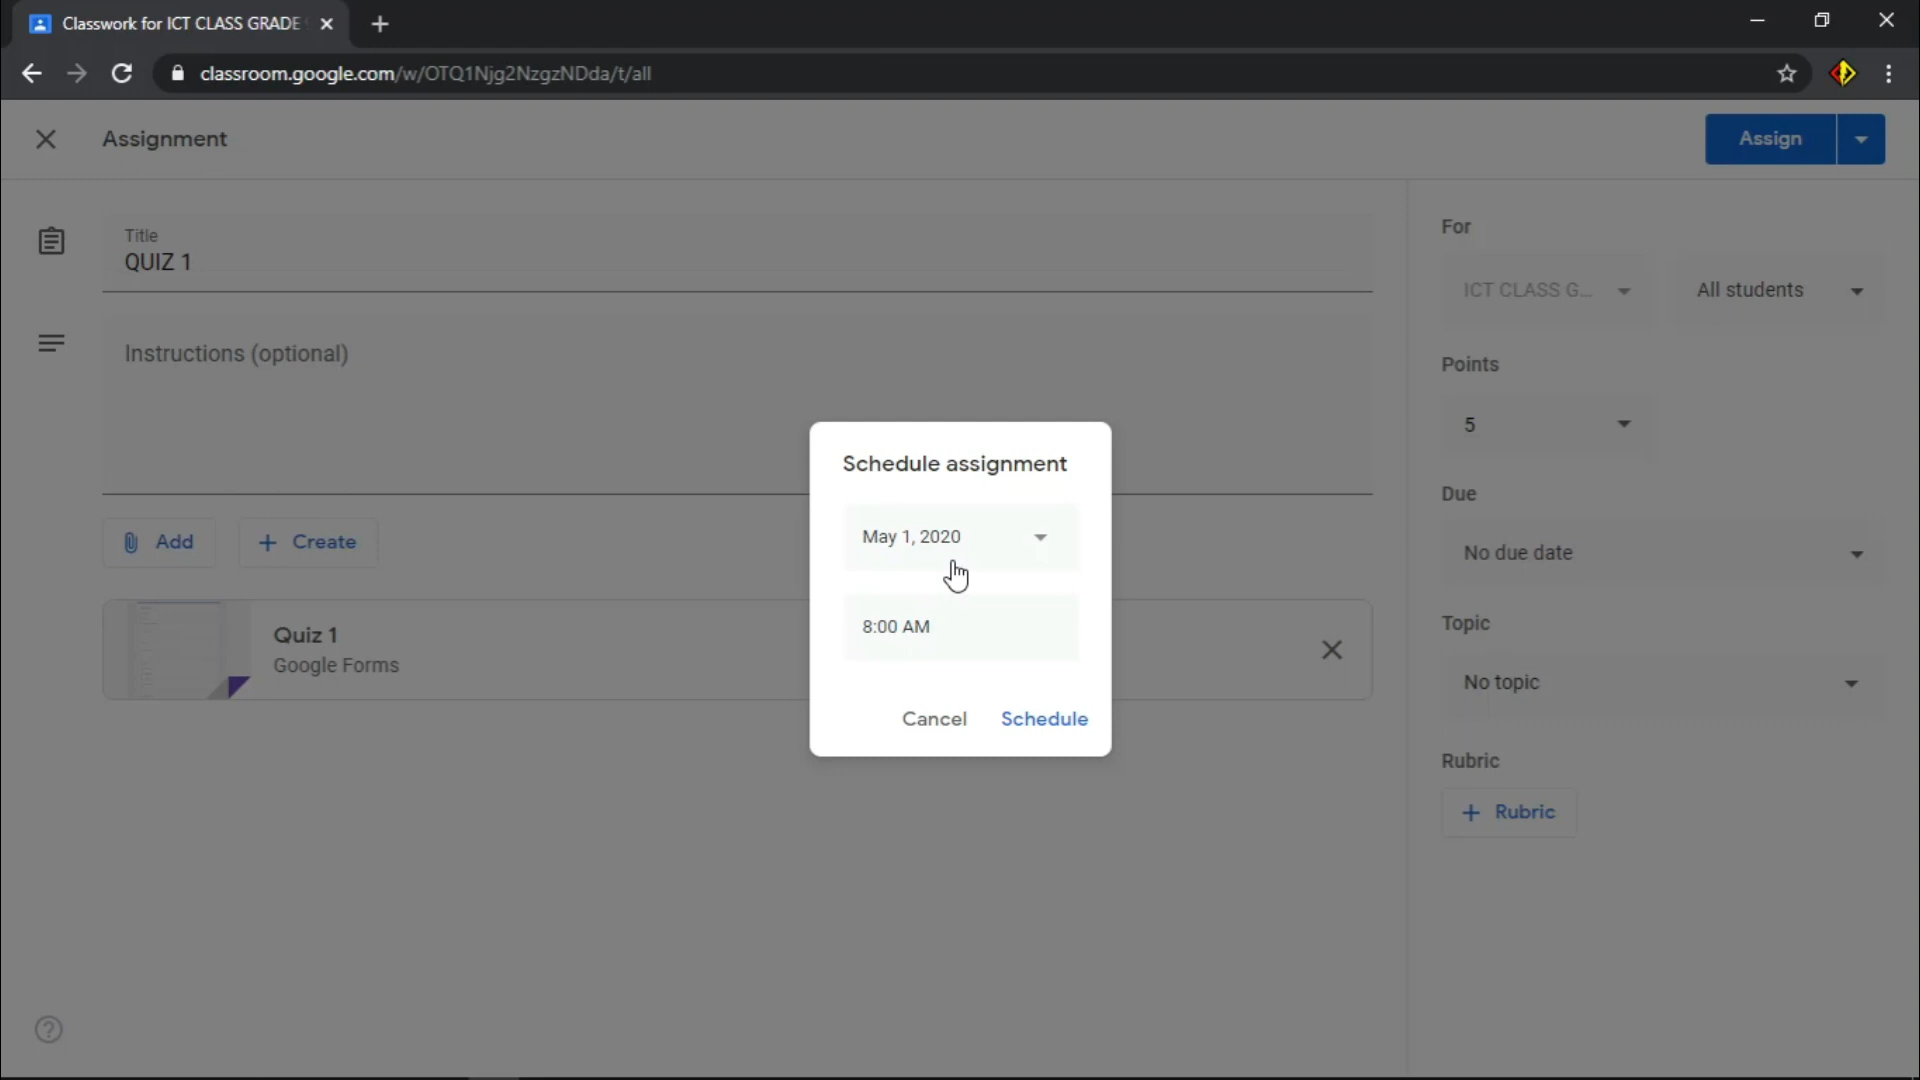 Classwork for ICT CLASS GRADE
classroom.google.com/w/OTQ1Njg2NzgzNDda/t/all
Assignment
Assign
Title
QUIZ 1
Instructions (optional)
Add
Create
Quiz 1
Google Forms
Schedule assignment
May 1, 2020
8:00 AM
Cancel
Schedule
For
ICT CLASS G...
All students
Points
5
Due
No due date
Topic
No topic
Rubric
Rubric